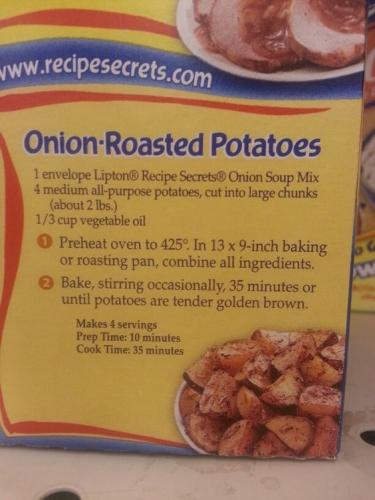 www.recipesecrets.com
Onion-Roasted Potatoes
1 envelope Lipton® Recipe Secrets® Onion Soup Mix
4 medium all-purpose potatoes, cut into large chunks
(about 2 lbs.)
1/3 cup vegetable oil
1 Preheat oven to 425°. In 13 x 9-inch baking
or roasting pan, combine all ingredients.
2 Bake, stirring occasionally, 35 minutes or
until potatoes are tender golden brown.
Makes 4 servings
Prep Time: 10 minutes
Cook Time: 35 minutes